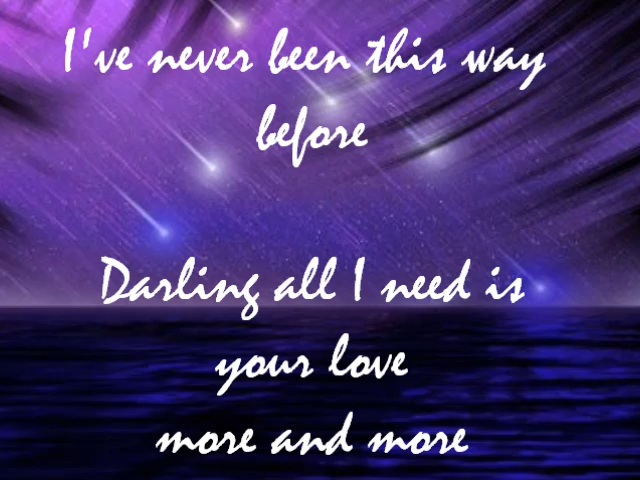 I've never been this way
before
Darling all I need is
your love
more and more